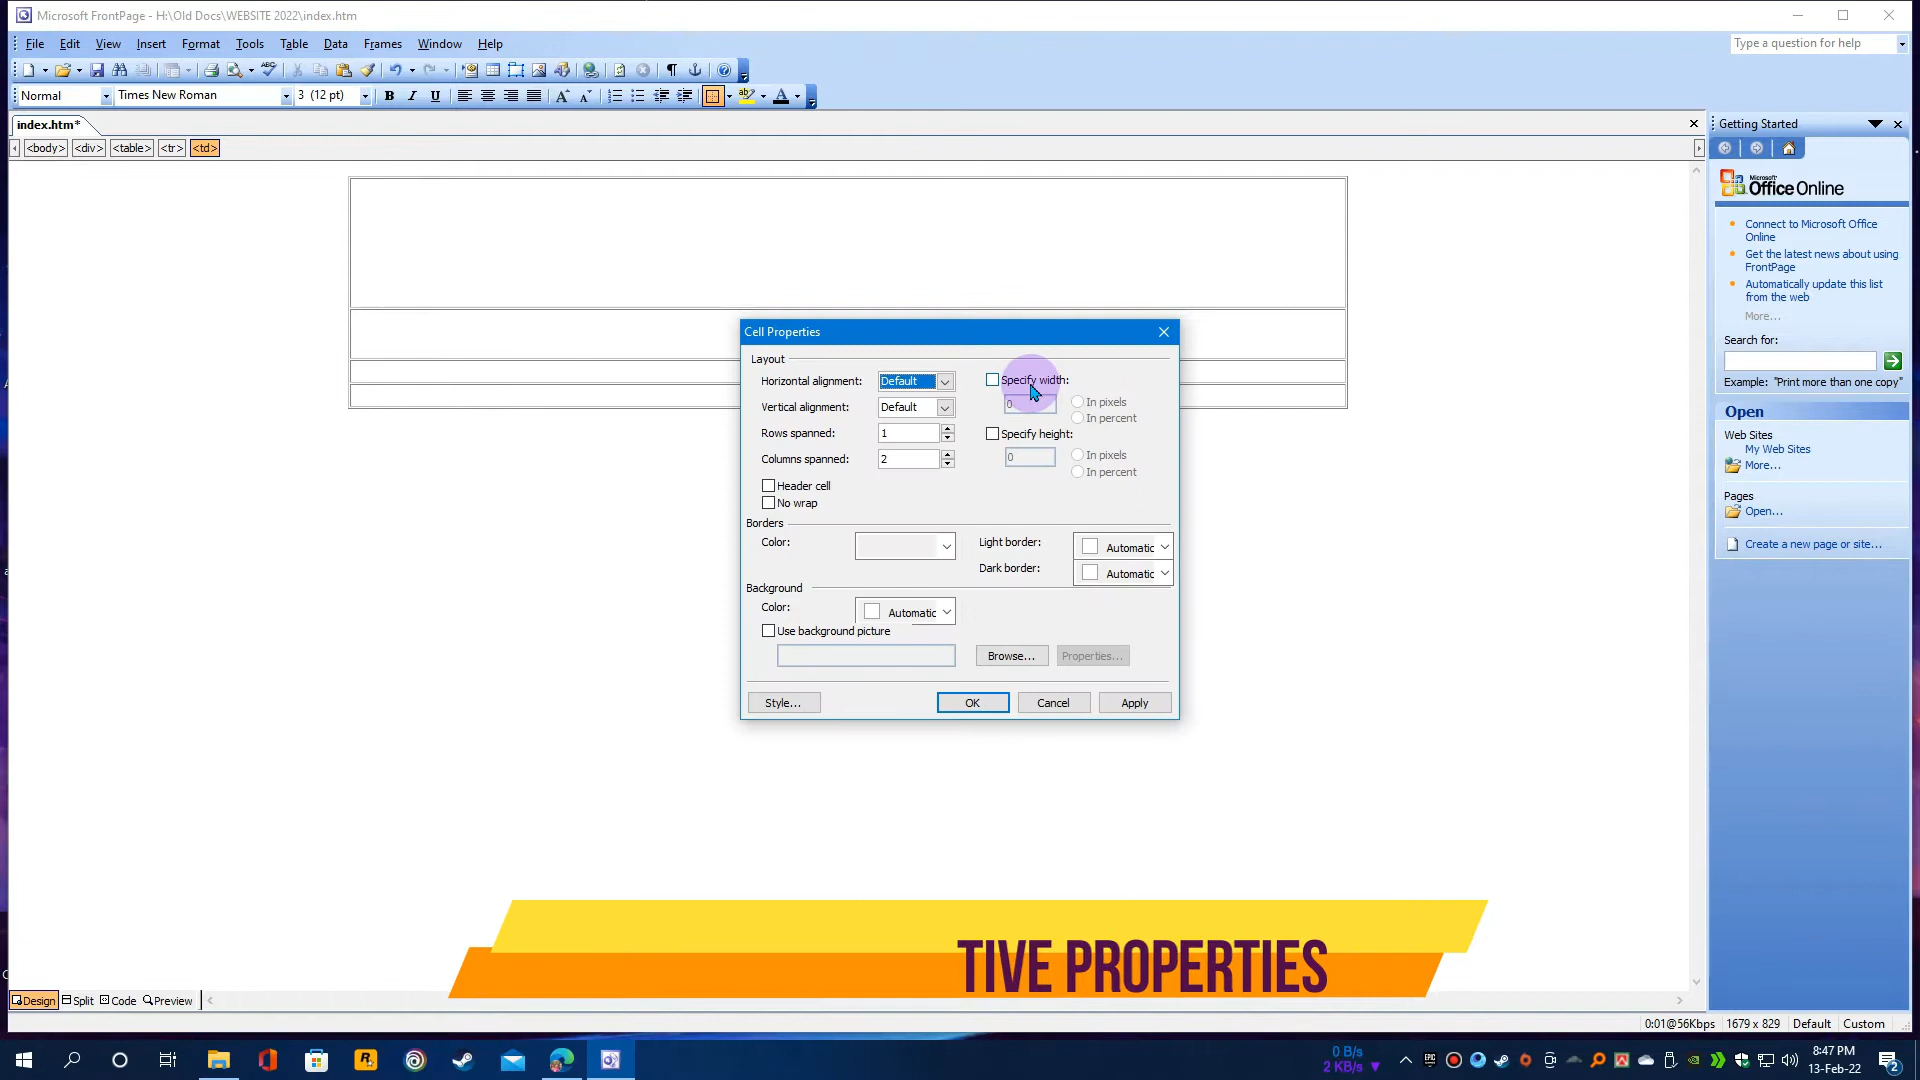 Microsoft FrontPage - H:\Old Docs\WEBSITE 2022\index.htm
File Edit View Insert Format Tools Table Data Frames Window Help
Type a question for help
Normal Times New Roman 3 (12 pt) B I U A A ab A
index.htm*
<body> <div> <table> <tr> <td>
Getting Started
Microsoft
Office Online
Connect to Microsoft Office
Online
Get the latest news about using
FrontPage
Automatically update this list
from the web
More...
Search for:
Example: "Print more than one copy"
Open
Web Sites
My Web Sites
More...
Pages
Open...
Create a new page or site...
Cell Properties
Layout
Horizontal alignment: Default
Specify width:
0 In pixels
In percent
Vertical alignment: Default
Rows spanned: 1
Specify height:
0 In pixels
In percent
Columns spanned: 2
Header cell
No wrap
Borders
Color:
Light border: Automatic
Dark border: Automatic
Background
Color: Automatic
Use background picture
Browse... Properties...
Style... OK Cancel Apply
TIVE PROPERTIES
Design Split Code Preview
0:01@56Kbps 1679 x 829 Default Custom
0 B/s
2 KB/s
EPIC
8:47 PM
13-Feb-22
2